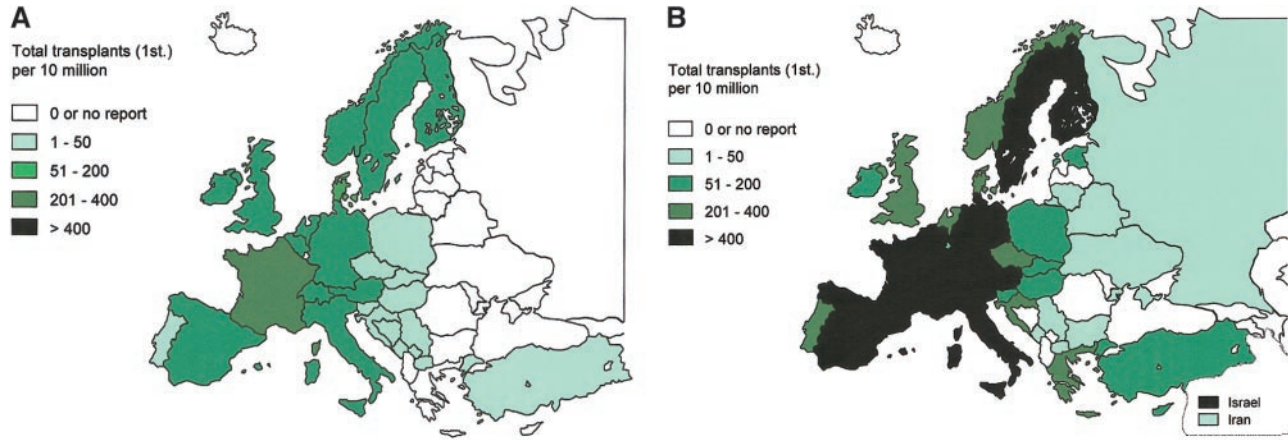 A
Total transplants (1st.)
per 10 million
0 or no report
1 - 50
51 - 200
201 - 400
> 400
B
Total transplants (1st.)
per 10 million
0 or no report
1 - 50
51 - 200
201 - 400
> 400
Israel
Iran